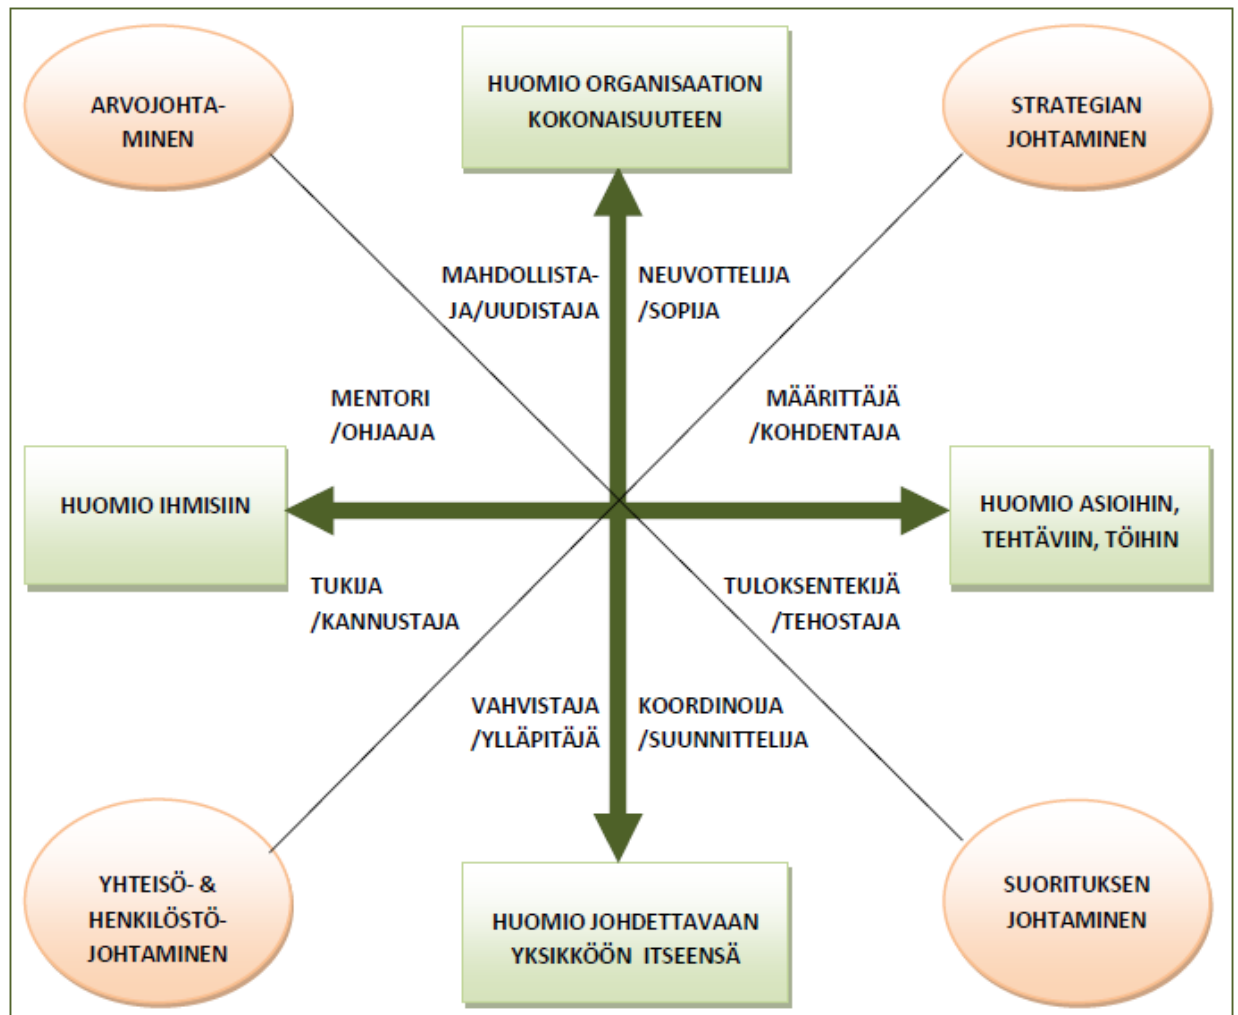 ARVOJOHTA-
MINEN
HUOMIO ORGANISAATION
KOKONAISUUTEEN
STRATEGIAN
JOHTAMINEN
MAHDOLLISTA-
JA/UUDISTAJA
NEUVOTTELIJA
/SOPIJA
MENTORI
/OHJAAJA
MÄÄRITTÄJÄ
/KOHDENTAJA
HUOMIO IHMISIIN
HUOMIO ASIOIHIN,
TEHTÄVIIN, TÖIHIN
TUKIJA
/KANNUSTAJA
TULOKSENTEKIJÄ
/TEHOSTAJA
VAHVISTAJA
/YLLÄPITÄJÄ
KOORDINOIJA
/SUUNNITTELIJA
YHTEISÖ- &
HENKILÖSTÖ-
JOHTAMINEN
HUOMIO JOHDETTAVAAN
YKSIKKÖÖN ITSEENSÄ
SUORITUKSEN
JOHTAMINEN